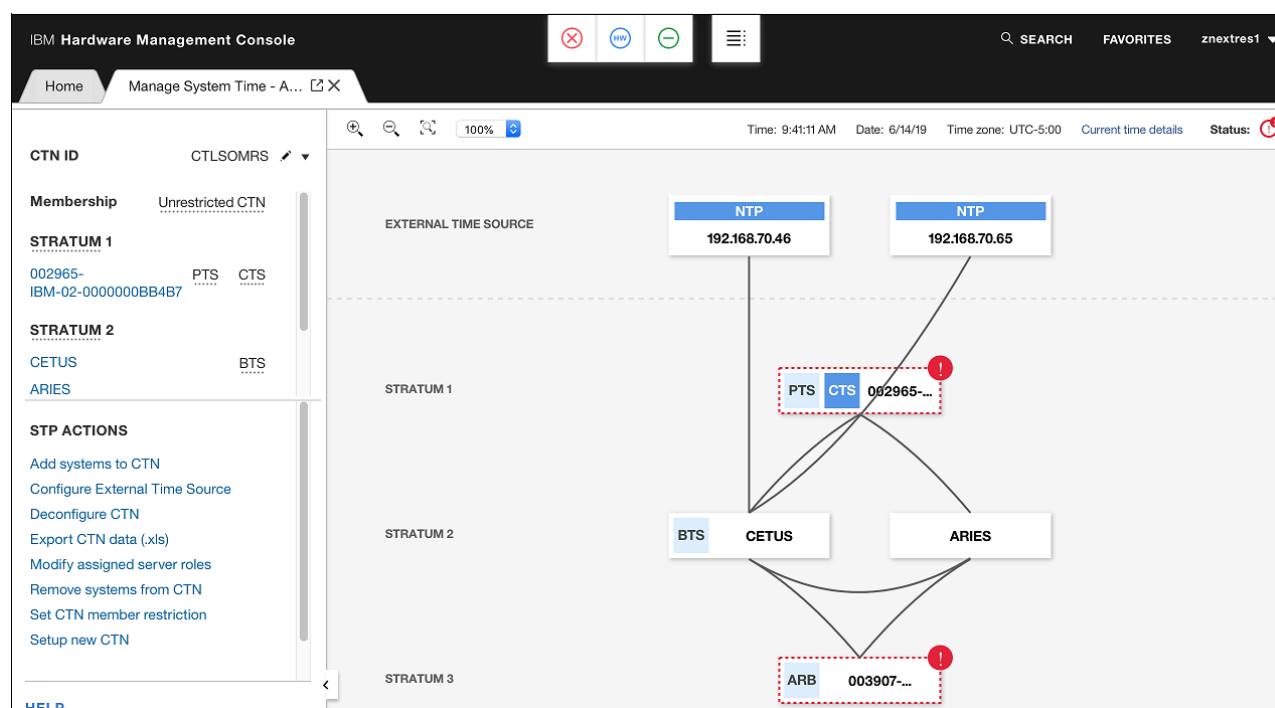 IBM Hardware Management Console
HW
SEARCH FAVORITES znextres1
Home Manage System Time - A...
100% Time: 9:41:11 AM Date: 6/14/19 Time zone: UTC-5:00 Current time details Status:
CTN ID CTLSOMRS
Membership Unrestricted CTN
STRATUM 1
002965- PTS CTS
IBM-02-0000000BB4B7
STRATUM 2
CETUS BTS
ARIES
STP ACTIONS
Add systems to CTN
Configure External Time Source
Deconfigure CTN
Export CTN data (.xls)
Modify assigned server roles
Remove systems from CTN
Set CTN member restriction
Setup new CTN
HELP
EXTERNAL TIME SOURCE
NTP
192.168.70.46
NTP
192.168.70.65
STRATUM 1
PTS CTS 002965-...
STRATUM 2
BTS CETUS
ARIES
STRATUM 3
ARB 003907-...